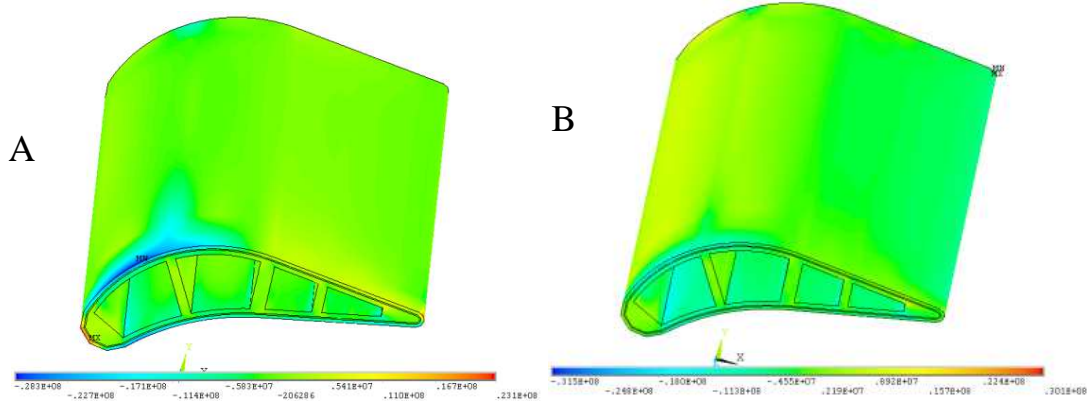 A
B
MN
MX
MN
MX
Y
X
Y
X
-.283E+08
-.171E+08
-.583E+07
.541E+07
.167E+08
-.227E+08
-.114E+08
-206286
.110E+08
.231E+08
-.315E+08
-.180E+08
-.455E+07
.892E+07
.224E+08
-.248E+08
-.113E+08
.219E+07
.157E+08
.301E+08